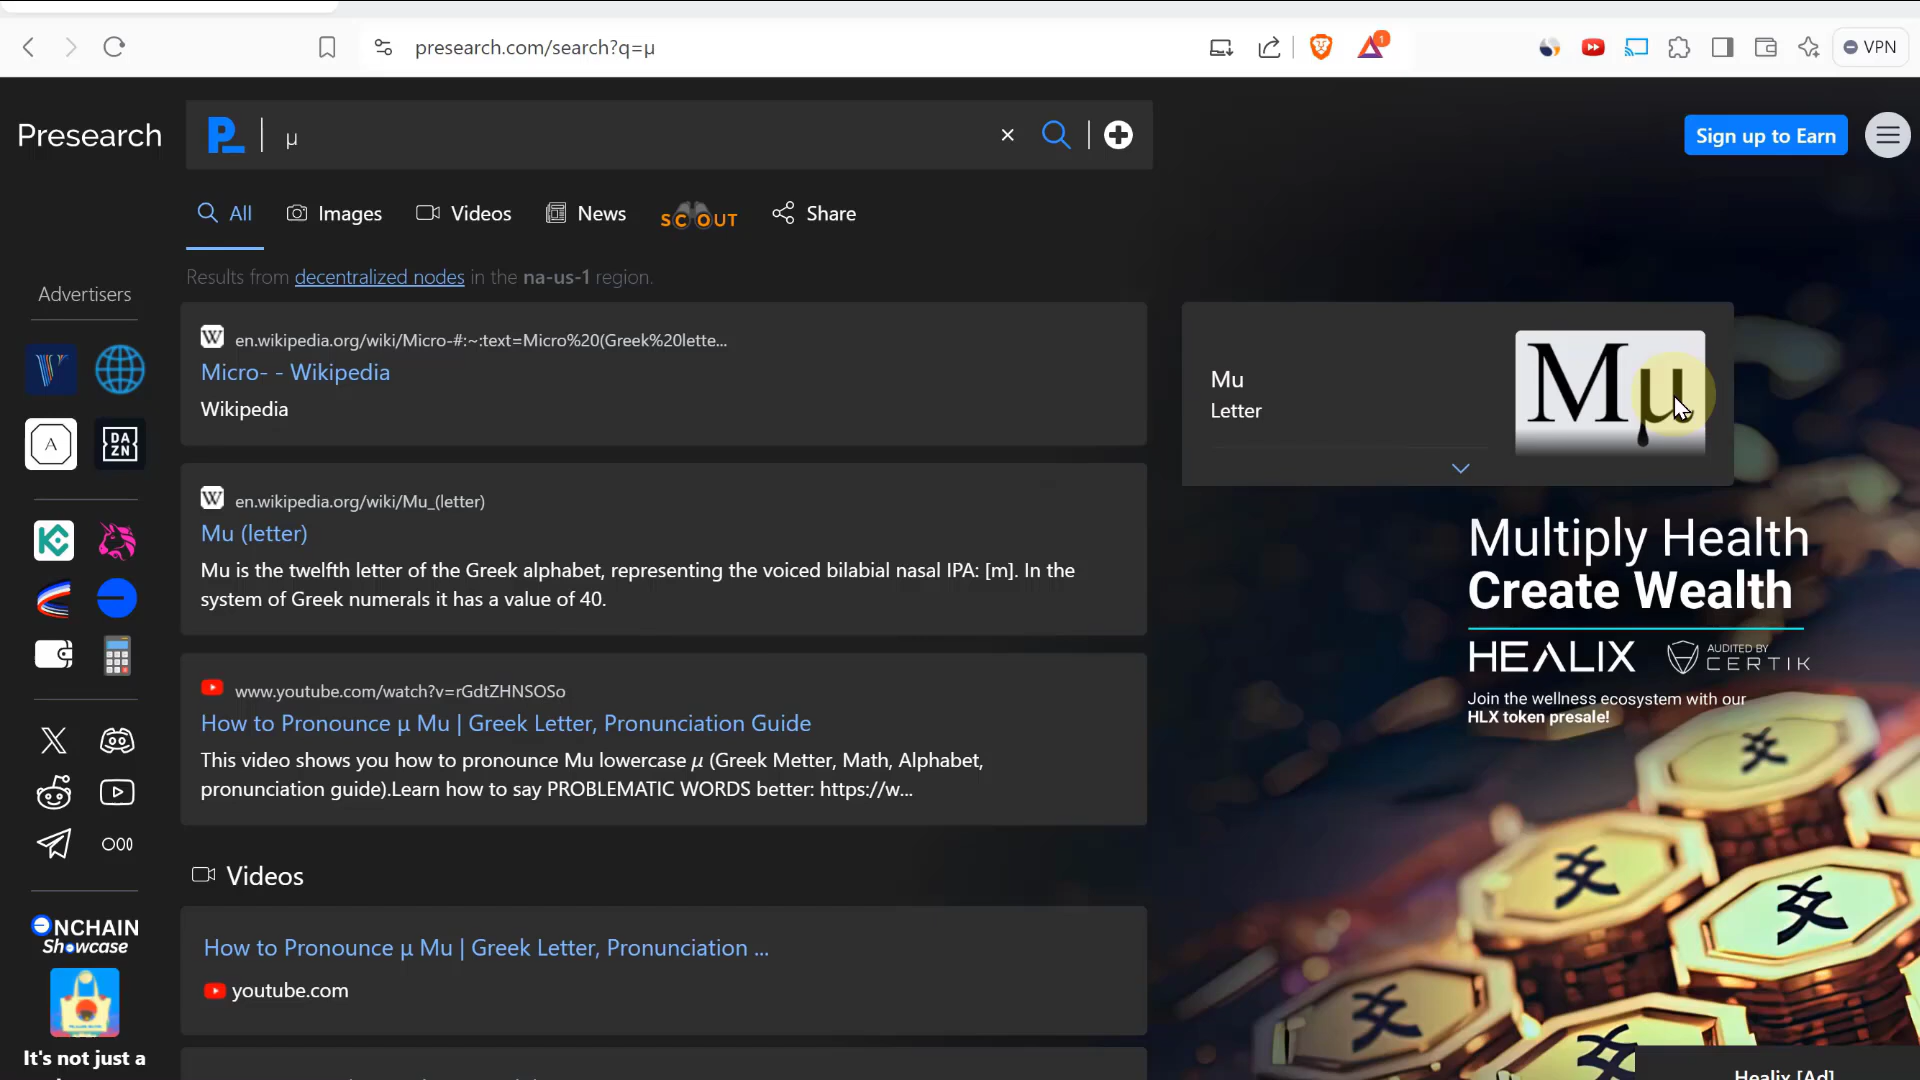 presearch.com/search?q=µ
1
VPN
Presearch
µ
Sign up to Earn
All
Images
Videos
News
SCOUT
Share
Results from decentralized nodes in the na-us-1 region.
Advertisers
en.wikipedia.org/wiki/Micro-#:~:text=Micro%20(Greek%20lette...
Micro- - Wikipedia
Wikipedia
Mu
Letter
Μμ
A
DA
ZN
en.wikipedia.org/wiki/Mu_(letter)
Mu (letter)
Mu is the twelfth letter of the Greek alphabet, representing the voiced bilabial nasal IPA: [m]. In the
system of Greek numerals it has a value of 40.
Multiply Health
Create Wealth
HEALIX
AUDITED BY
CERTIK
Join the wellness ecosystem with our
HLX token presale!
www.youtube.com/watch?v=rGdtZHNSOSo
How to Pronounce µ Mu | Greek Letter, Pronunciation Guide
This video shows you how to pronounce Mu lowercase 𝜇 (Greek Metter, Math, Alphabet,
pronunciation guide).Learn how to say PROBLEMATIC WORDS better: https://w...
Videos
How to Pronounce µ Mu | Greek Letter, Pronunciation ...
youtube.com
ONCHAIN
Showcase
It's not just a
Healix [Ad]